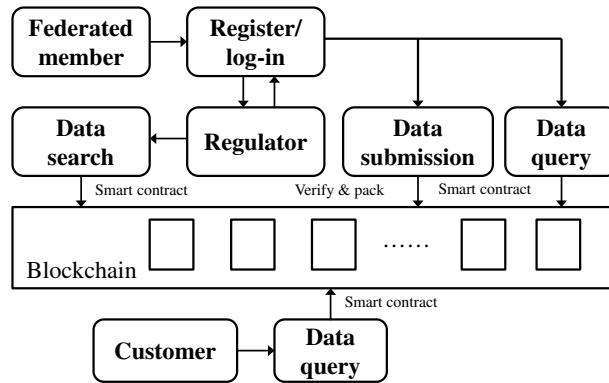 Federated
member
Register/
log-in
Data
search
Regulator
Data
submission
Data
query
Smart contract
Verify & pack
Smart contract
......
Blockchain
Smart contract
Customer
Data
query